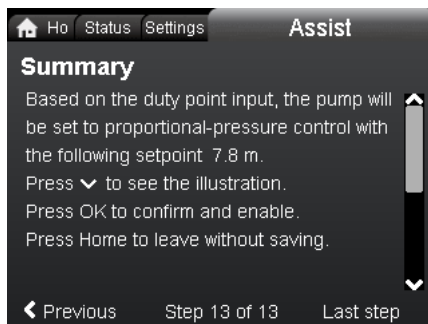 Ho Status Settings Assist
Summary
Based on the duty point input, the pump will
be set to proportional-pressure control with
the following setpoint 7.8 m.
Press to see the illustration.
Press OK to confirm and enable.
Press Home to leave without saving.
Previous Step 13 of 13 Last step